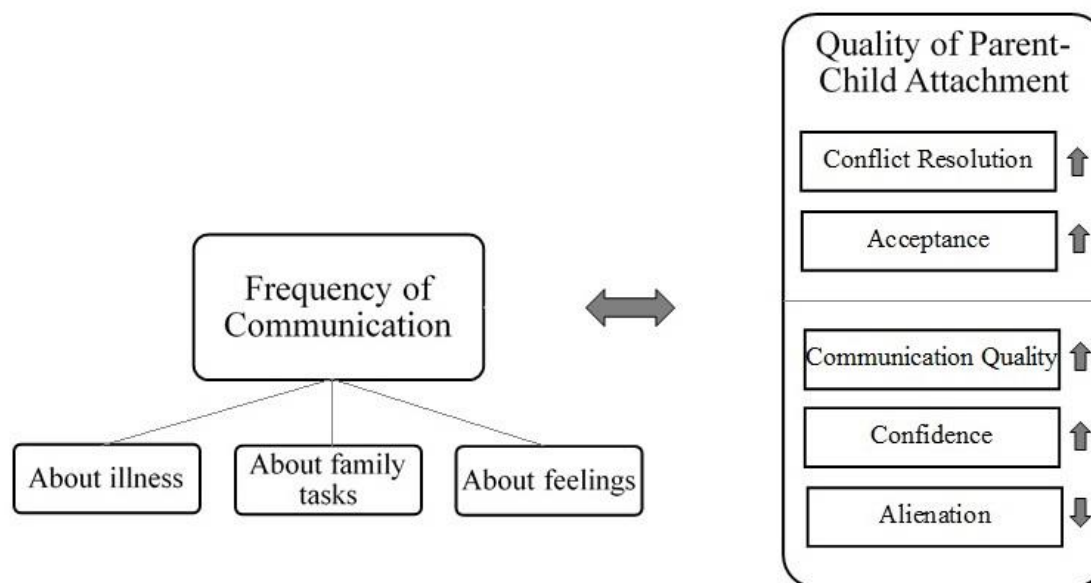 Quality of Parent-
Child Attachment
Conflict Resolution
Acceptance
Frequency of
Communication
Communication Quality
Confidence
Alienation
About illness
About family
tasks
About feelings